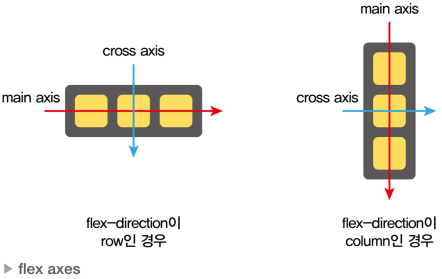 cross axis
main axis
flex-direction이
row인 경우
main axis
cross axis
flex-direction이
column인 경우
▶ flex axes